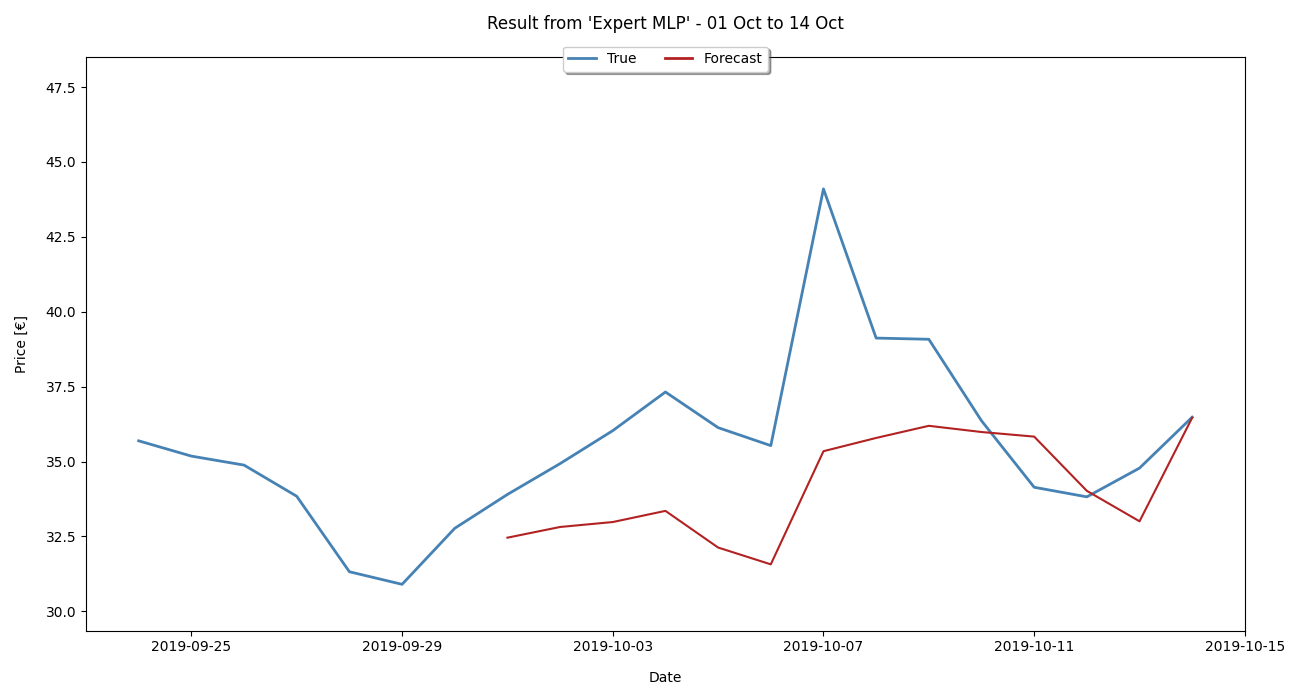 Result from 'Expert MLP' - 01 Oct to 14 Oct
True Forecast
47.5
45.0
42.5
40.0
37.5
35.0
32.5
30.0
Price [€]
2019-09-25 2019-09-29 2019-10-03 2019-10-07 2019-10-11 2019-10-15
Date